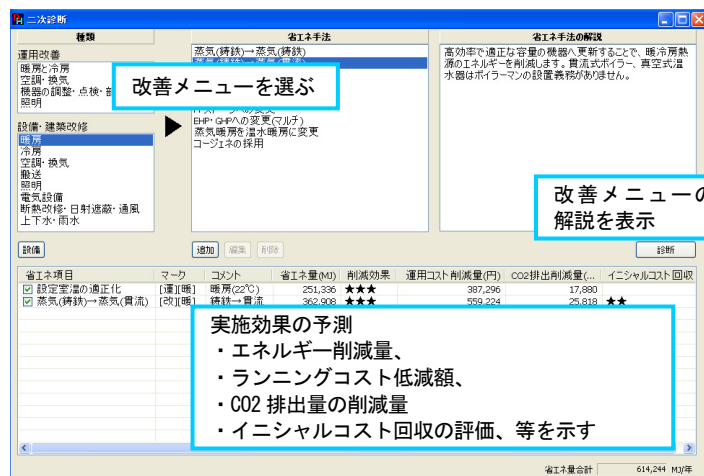 二次診断
種類
省エネ手法
省エネ手法の解説
運用改善
暖房と冷房
空調・換気
機器の調整・点検・
照明
設備・建築改修
暖房
冷房
空調・換気
搬送
照明
電気設備
断熱改修・日射遮蔽・通風
上下水・雨水
蒸気(鋳鉄)→蒸気(鋳鉄)
蒸気(鋳鉄)→蒸気(貫流)
EHP・GHPへの変更(マルチ)
蒸気暖房を温水暖房に変更
コージェネの採用
高効率で適正な容量の機器へ更新することで、暖冷房熱
源のエネルギーを削減します。貫流式ボイラー、真空式温
水器はボイラーマンの設置義務がありません。
改善メニューを選ぶ
改善メニューの
解説を表示
設備
追加 編集 削除
診断
省エネ項目 マーク コメント 省エネ量(MJ) 削減効果 運用コスト削減量(円) CO2排出削減量(... イニシャルコスト回収
設定室温の適正化 [運][暖] 暖房(22℃) 251,336 ★★★ 387,296 17,880
蒸気(鋳鉄)→蒸気(貫流) [改][暖] 鋳鉄→貫流 362,908 ★★★ 559,224 25,818 ★★
実施効果の予測
・エネルギー削減量、
・ランニングコスト低減額、
・CO2 排出量の削減量
・イニシャルコスト回収の評価、等を示す
省エネ量合計 614,244 MJ/年